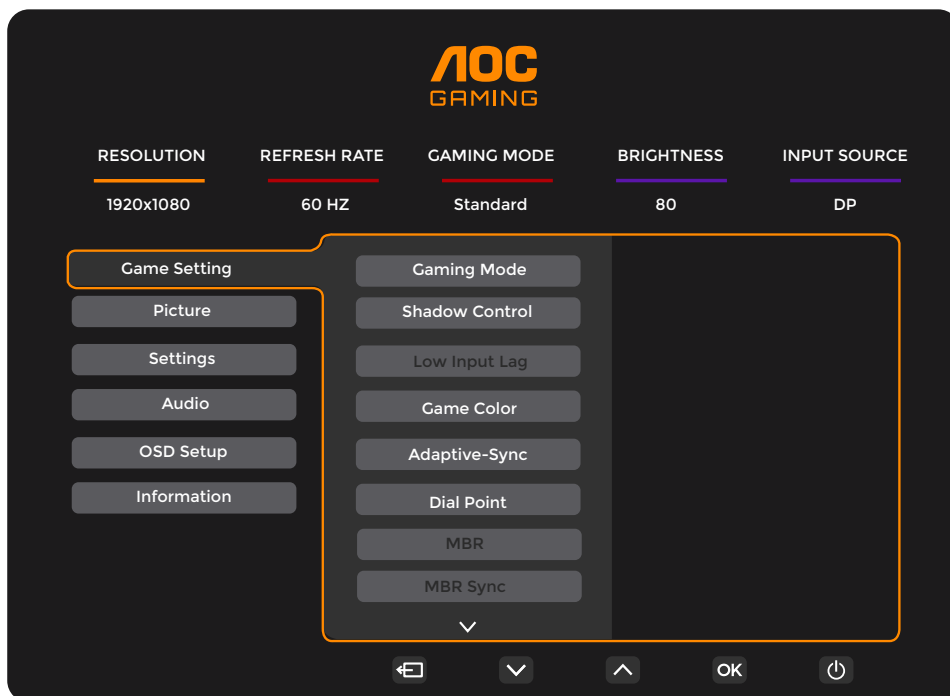 AOC
GAMING
RESOLUTION REFRESH RATE GAMING MODE BRIGHTNESS INPUT SOURCE
1920x1080 60 HZ Standard 80 DP
Game Setting
Picture
Settings
Audio
OSD Setup
Information
Gaming Mode
Shadow Control
Low Input Lag
Game Color
Adaptive-Sync
Dial Point
MBR
MBR Sync
OK